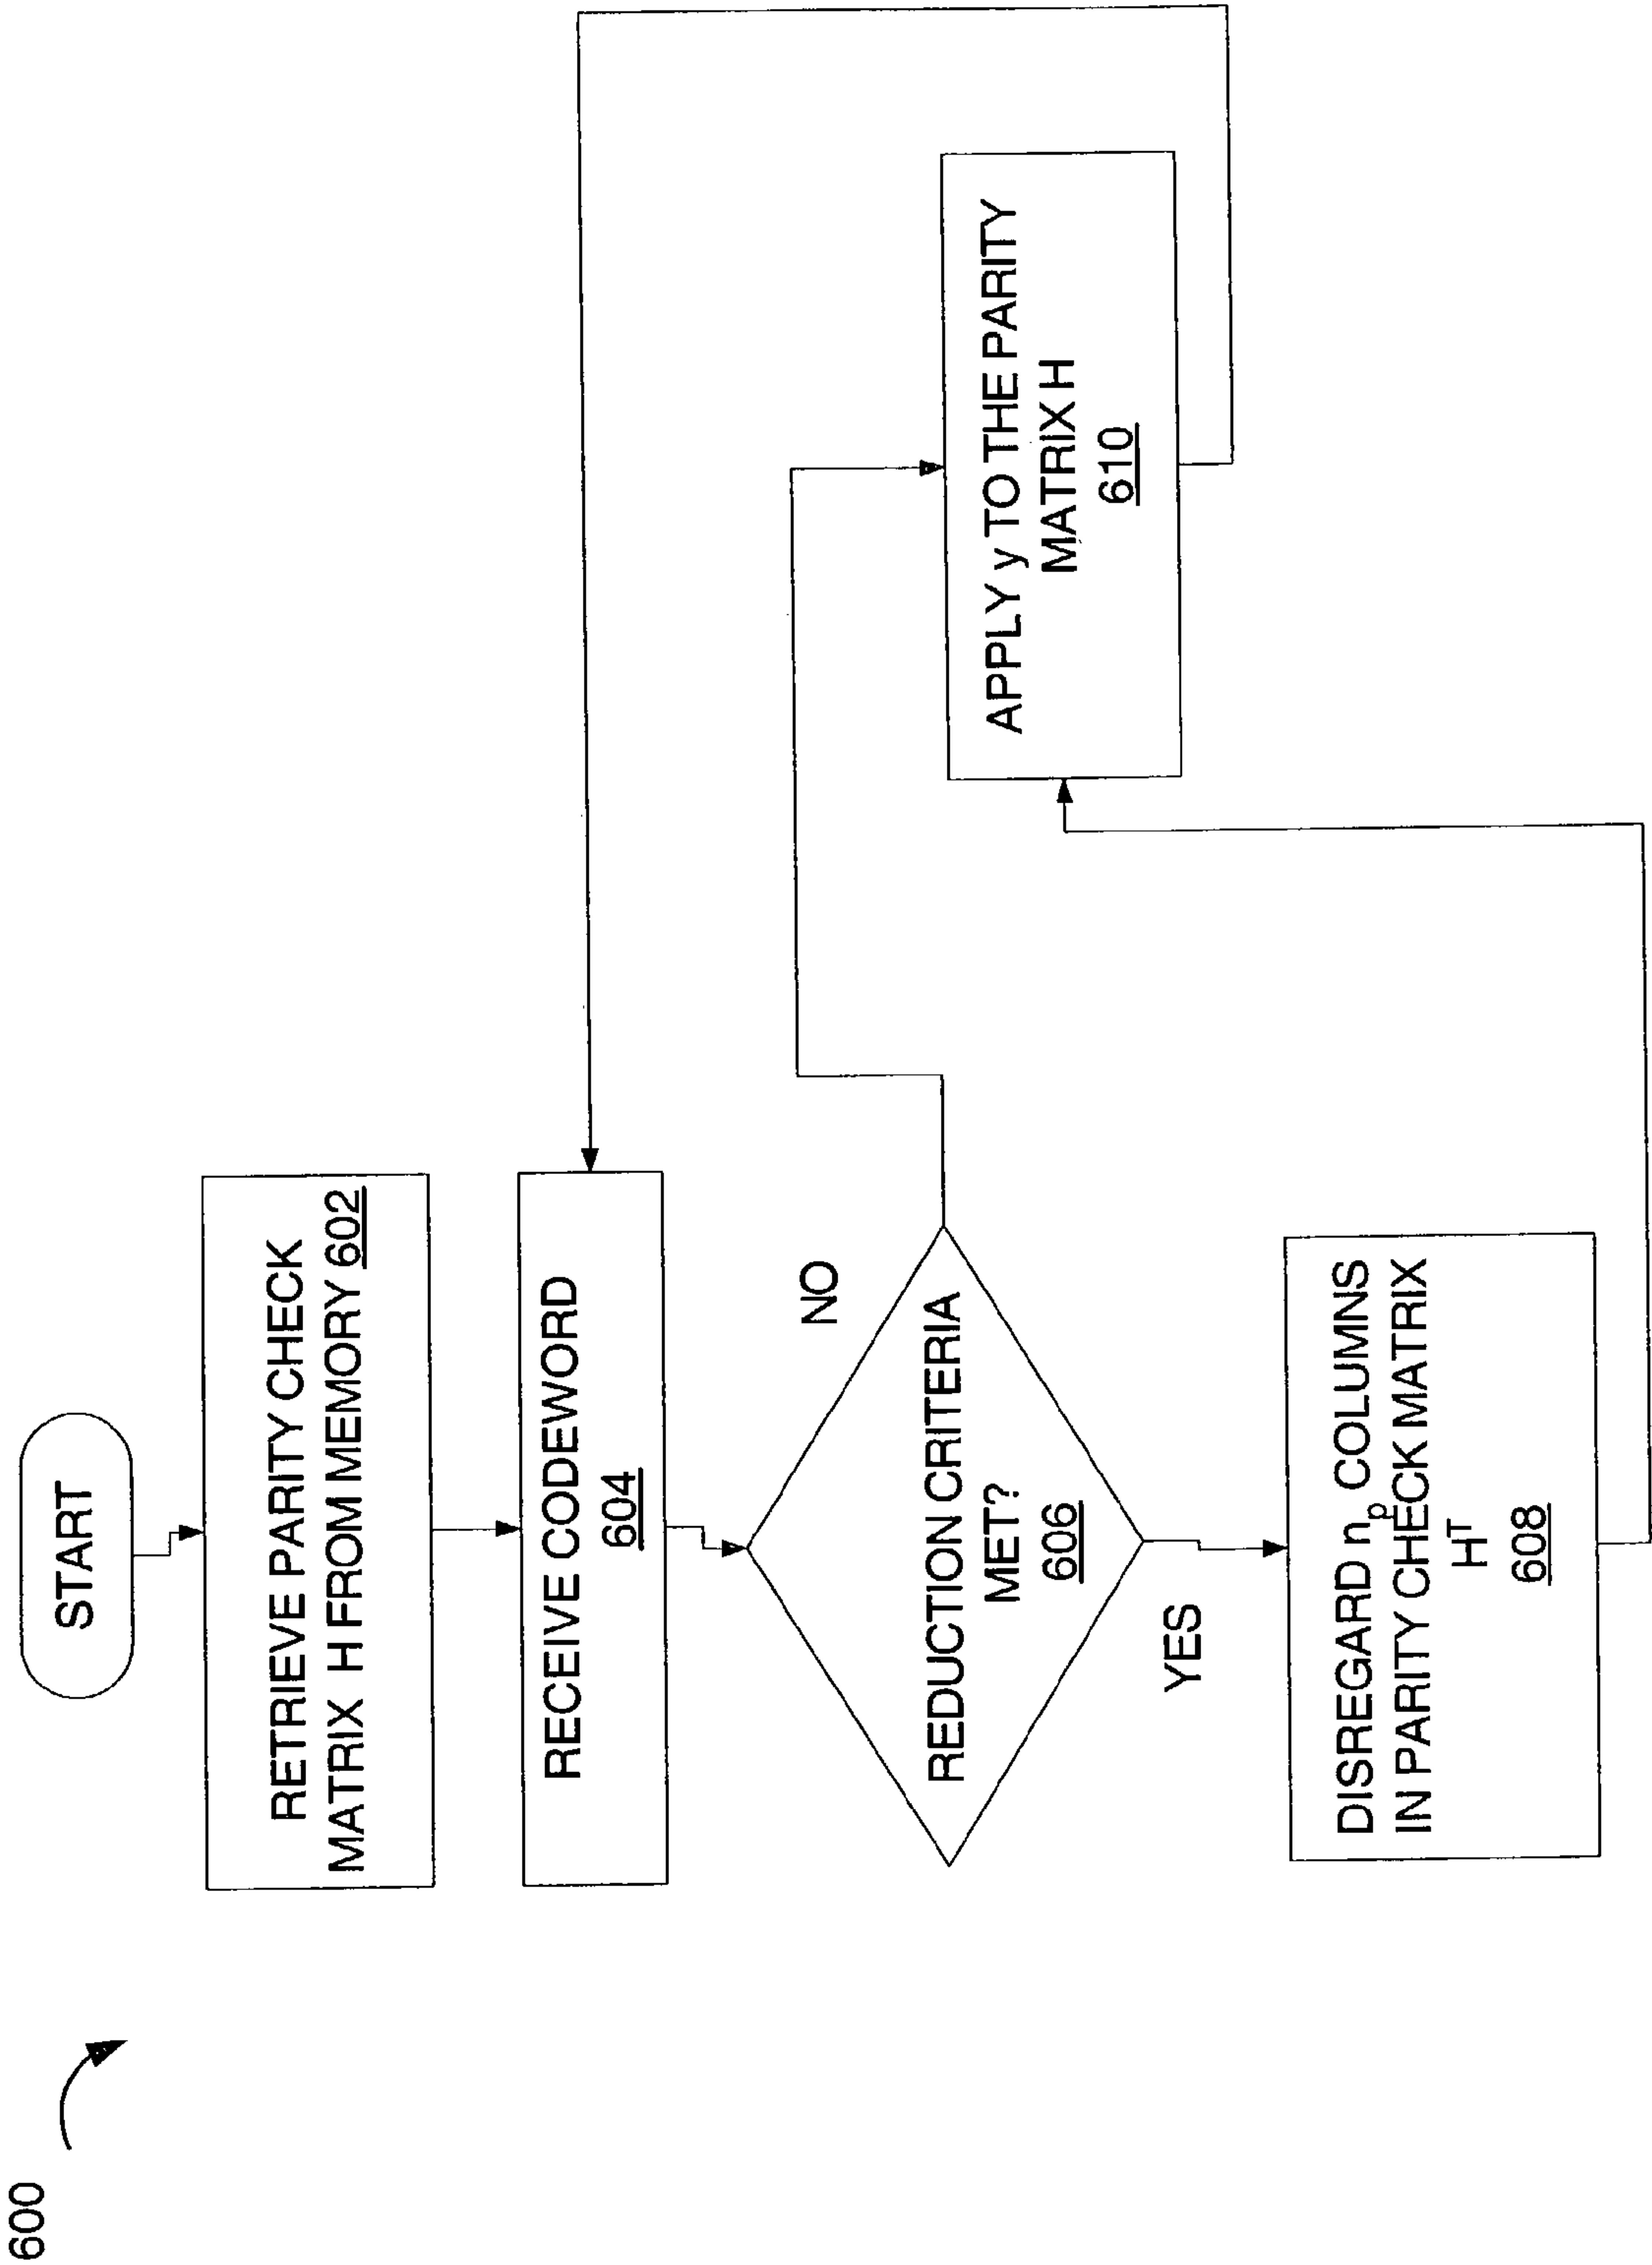 600
START
RETRIEVE PARITY CHECK
MATRIX H FROM MEMORY 602
RECEIVE CODEWORD
604
REDUCTION CRITERIA
MET?
606
NO
YES
DISREGARD nₚ COLUMNS
IN PARITY CHECK MATRIX
Hᵀ
608
APPLY y TO THE PARITY
MATRIX H
610